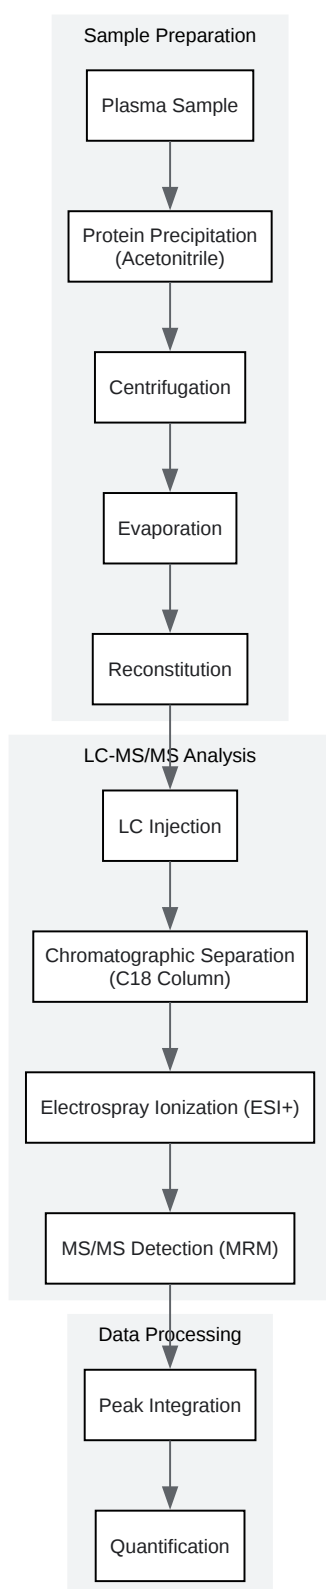 Sample Preparation
Plasma Sample
Protein Precipitation
(Acetonitrile)
Centrifugation
Evaporation
Reconstitution
LC-MS/MS Analysis
LC Injection
Chromatographic Separation
(C18 Column)
Electrospray Ionization (ESI+)
MS/MS Detection (MRM)
Data Processing
Peak Integration
Quantification